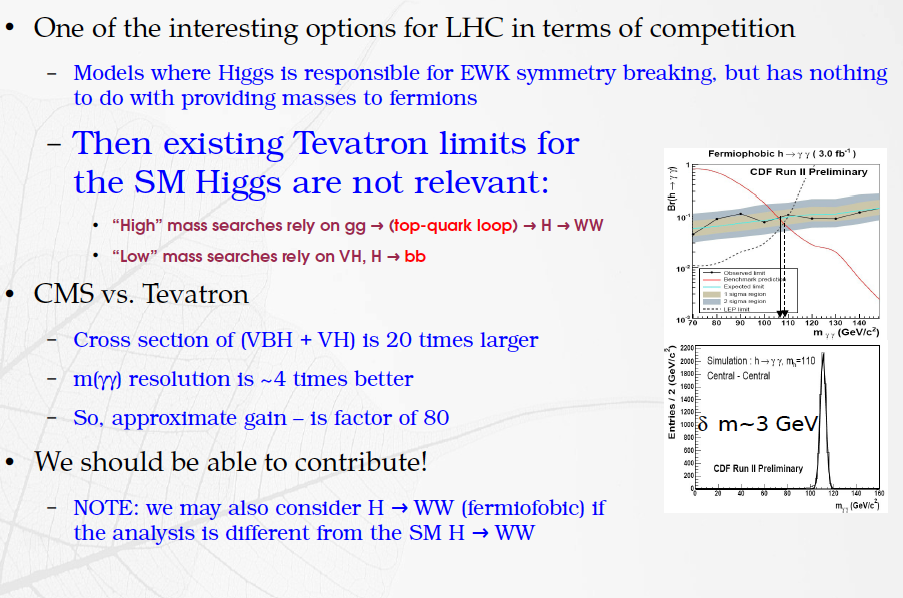 • One of the interesting options for LHC in terms of competition
– Models where Higgs is responsible for EWK symmetry breaking, but has nothing
to do with providing masses to fermions
– Then existing Tevatron limits for
the SM Higgs are not relevant:
• “High” mass searches rely on gg → (top-quark loop) → H → WW
• “Low” mass searches rely on VH, H → bb
• CMS vs. Tevatron
– Cross section of (VBH + VH) is 20 times larger
– m(γγ) resolution is ~4 times better
– So, approximate gain – is factor of 80
• We should be able to contribute!
– NOTE: we may also consider H → WW (fermiofobic) if
the analysis is different from the SM H → WW
Fermiophobic h → γ γ ( 3.0 fb⁻¹ )
CDF Run II Preliminary
Br(h → γ γ)
1
10⁻¹
10⁻²
10⁻³
Observed limit
Benchmark prediction
Expected limit
1 sigma region
2 sigma region
LEP limit
70 80 90 100 110 120 130 140
m γ γ (GeV/c²)
Entries / 2 (GeV/c²)
2200
2000
1800
1600
1400
1200
1000
800
600
400
200
0
Simulation : h → γ γ, mₕ=110
Central - Central
δ m~3 GeV
CDF Run II Preliminary
0 20 40 60 80 100 120 140 160
m γ γ (GeV/c²)